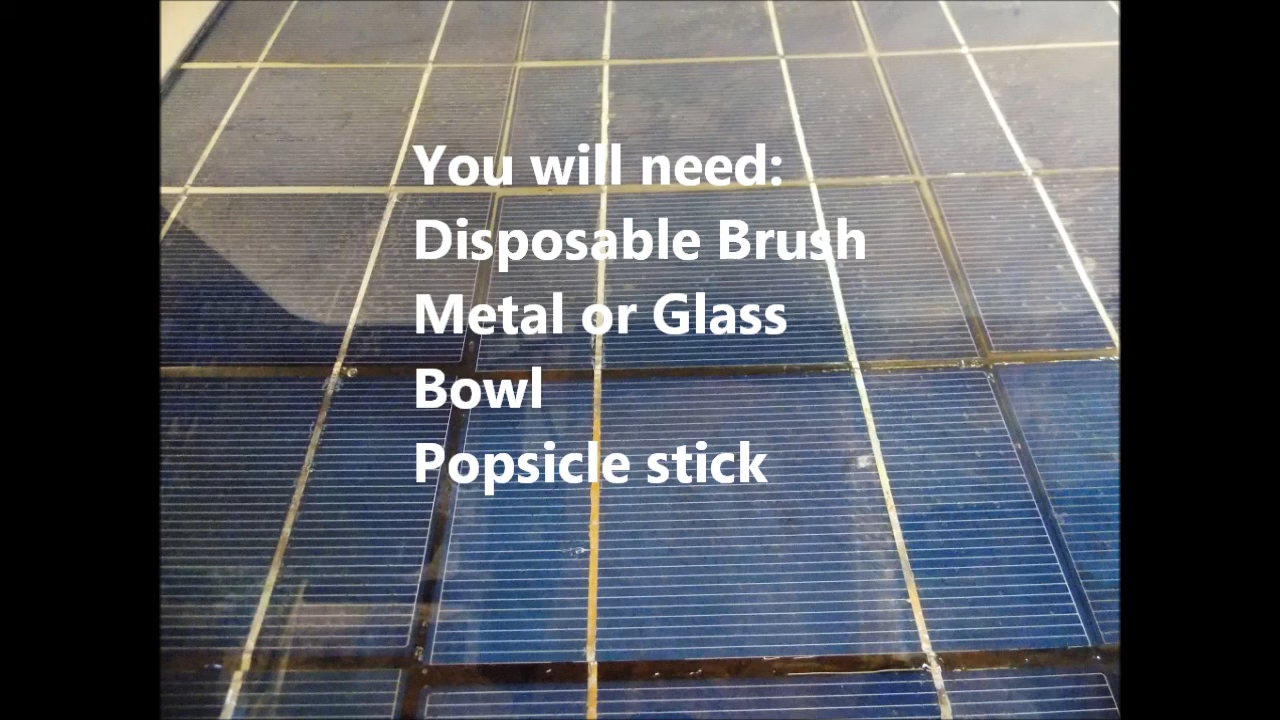 You will need:
Disposable Brush
Metal or Glass
Bowl
Popsicle stick